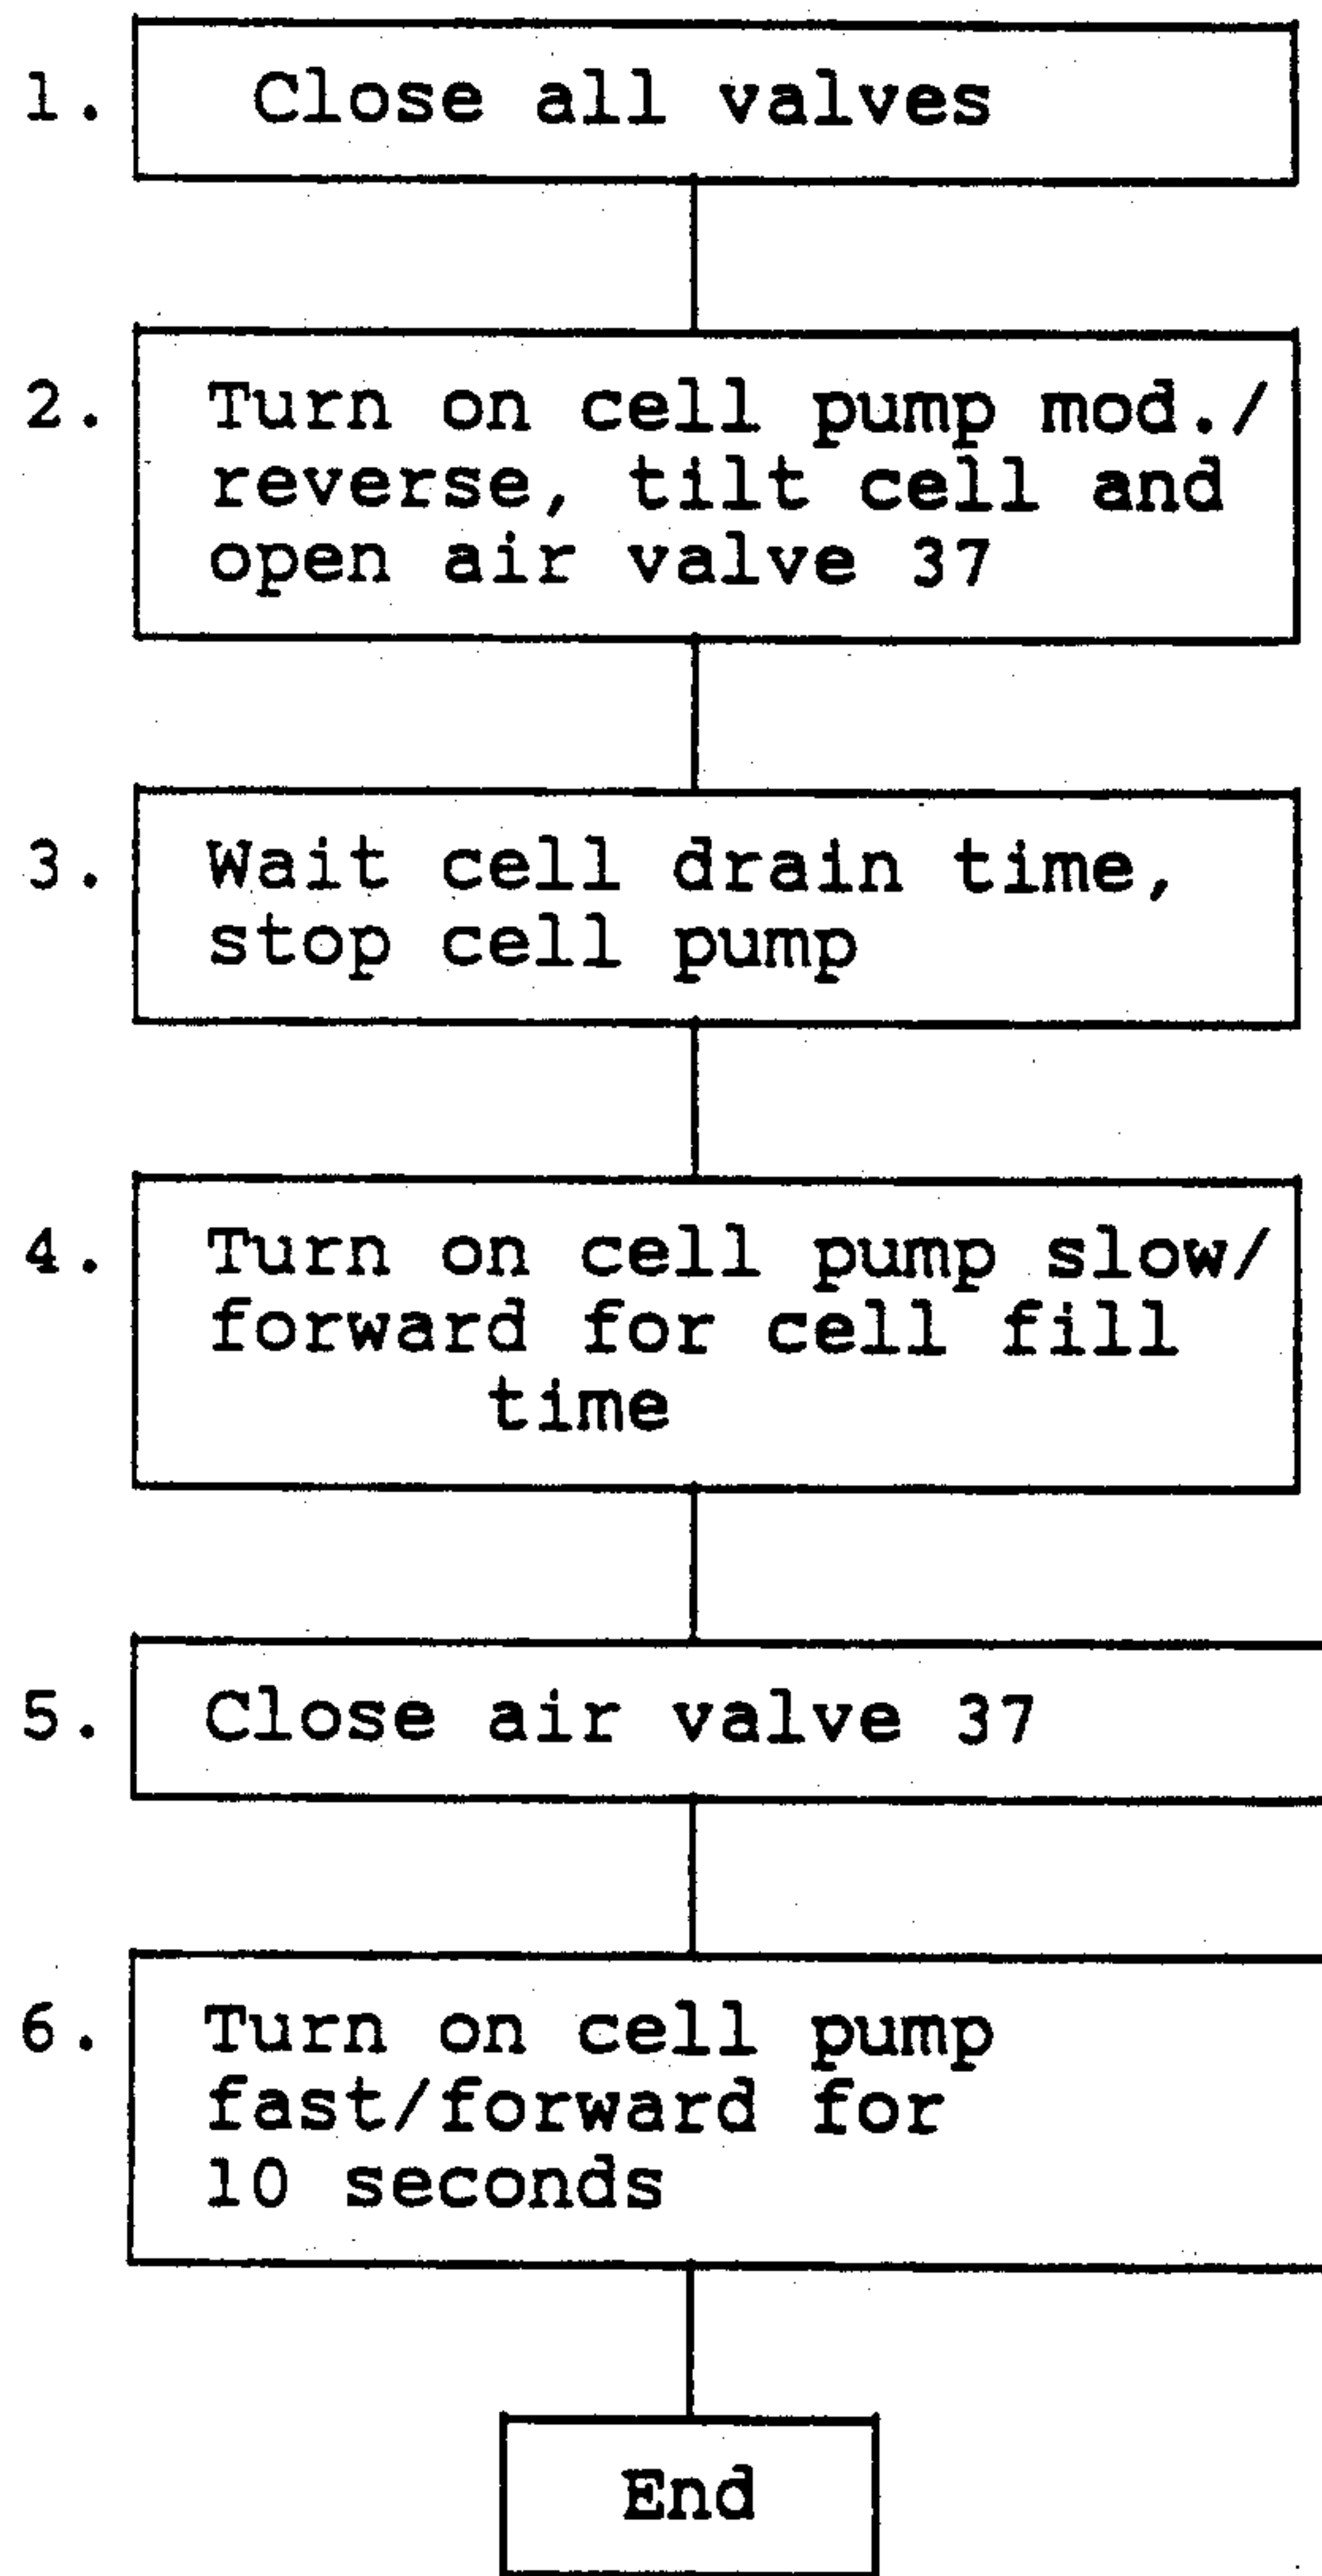 1. Close all valves
2. Turn on cell pump mod./
reverse, tilt cell and
open air valve 37
3. Wait cell drain time,
stop cell pump
4. Turn on cell pump slow/
forward for cell fill
time
5. Close air valve 37
6. Turn on cell pump
fast/forward for
10 seconds
End